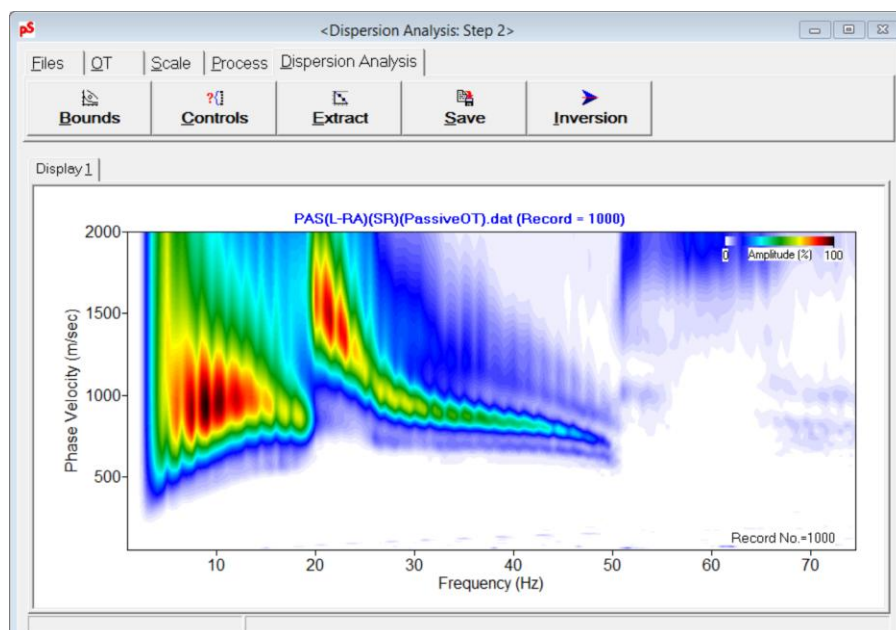 pS <Dispersion Analysis: Step 2>
Files OT Scale Process Dispersion Analysis
?{]
Bounds Controls Extract Save Inversion
Display 1
PAS(L-RA)(SR)(PassiveOT).dat (Record = 1000)
0 Amplitude (%) 100
2000
1500
1000
500
Phase Velocity (m/sec)
Record No.=1000
10 20 30 40 50 60 70
Frequency (Hz)